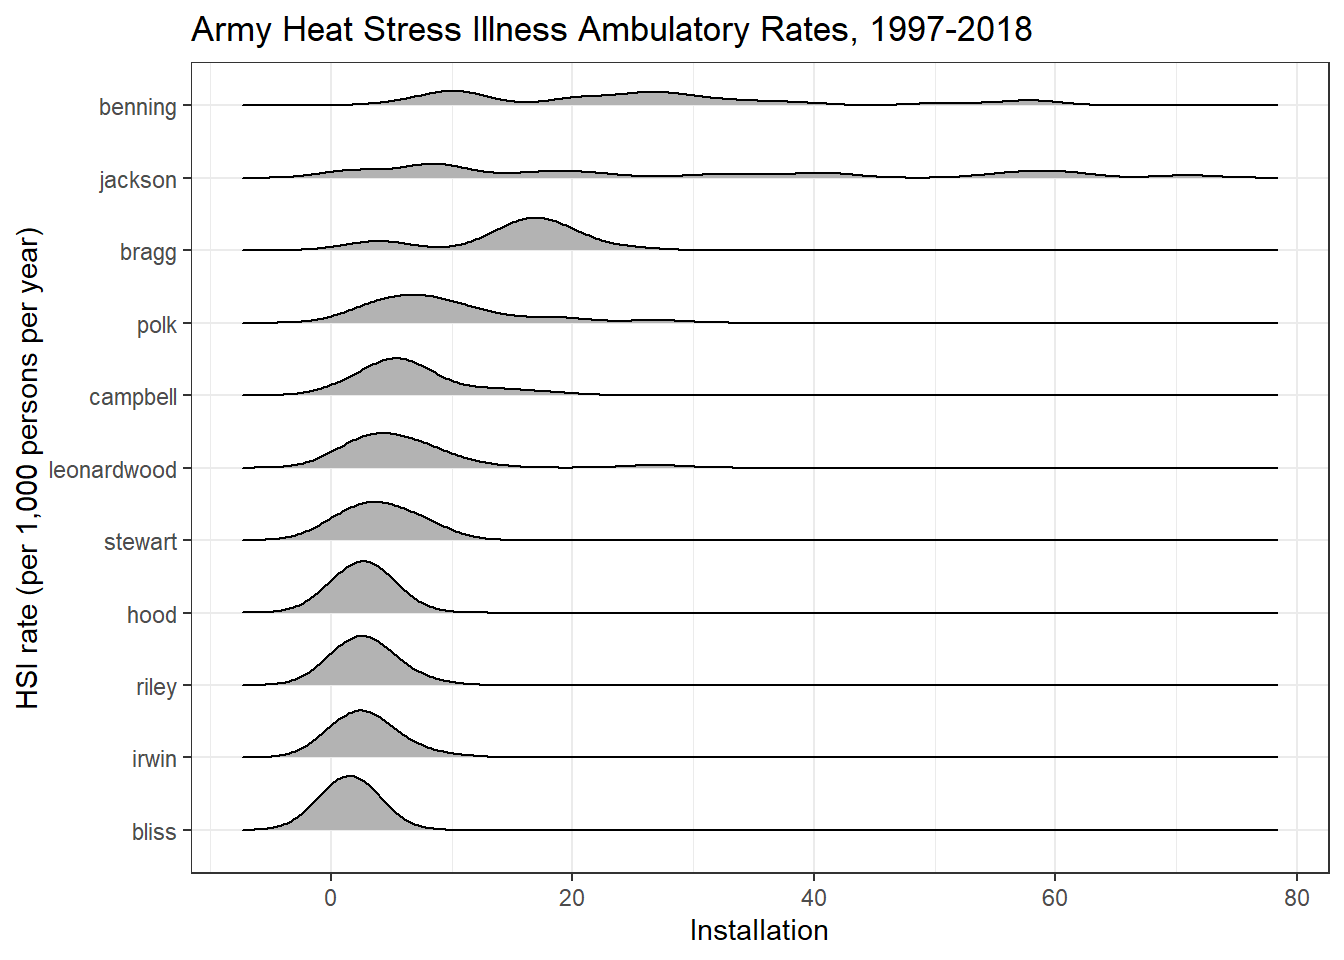 Army Heat Stress Illness Ambulatory Rates, 1997-2018
HSI rate (per 1,000 persons per year)
benning
jackson
bragg
polk
campbell
leonardwood
stewart
hood
riley
irwin
bliss
0 20 40 60 80
Installation